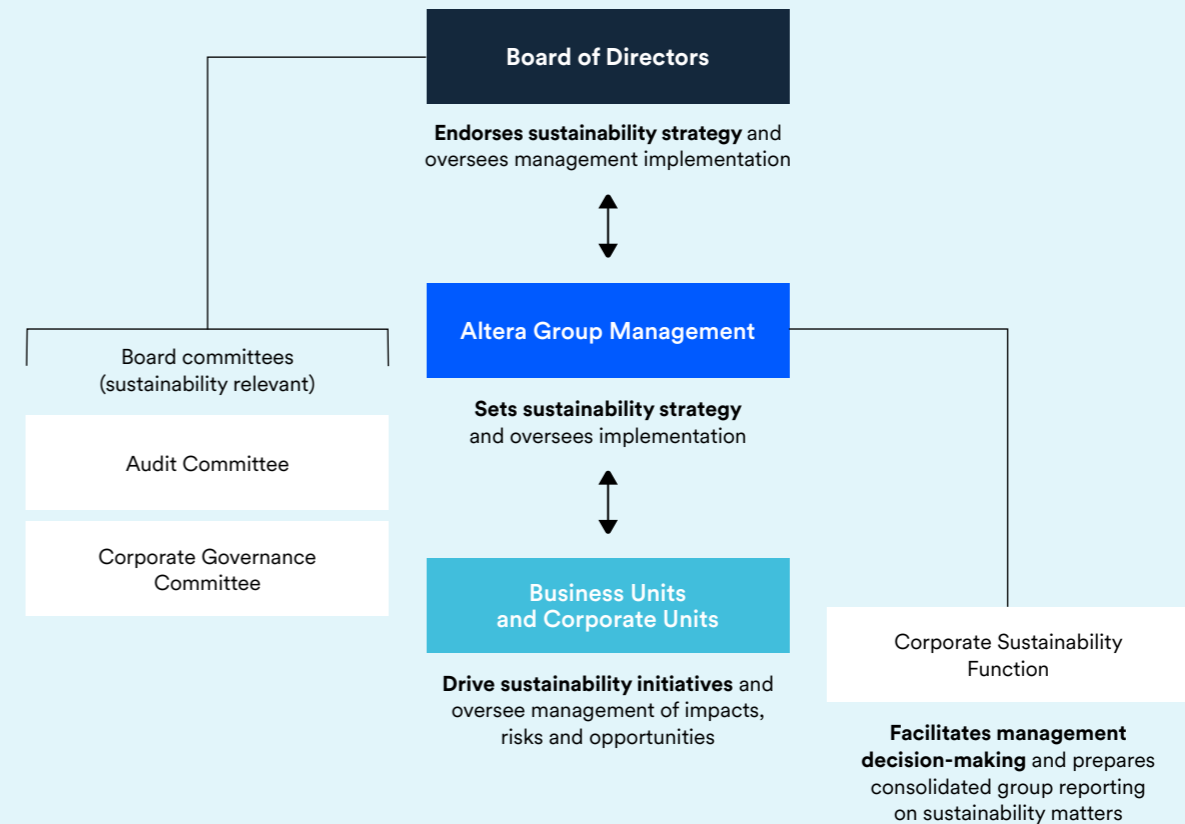 Board of Directors
Endorses sustainability strategy and
oversees management implementation
Altera Group Management
Sets sustainability strategy
and oversees implementation
Board committees
(sustainability relevant)
Audit Committee
Corporate Governance
Committee
Business Units
and Corporate Units
Drive sustainability initiatives and
oversee management of impacts,
risks and opportunities
Corporate Sustainability
Function
Facilitates management
decision-making and prepares
consolidated group reporting
on sustainability matters